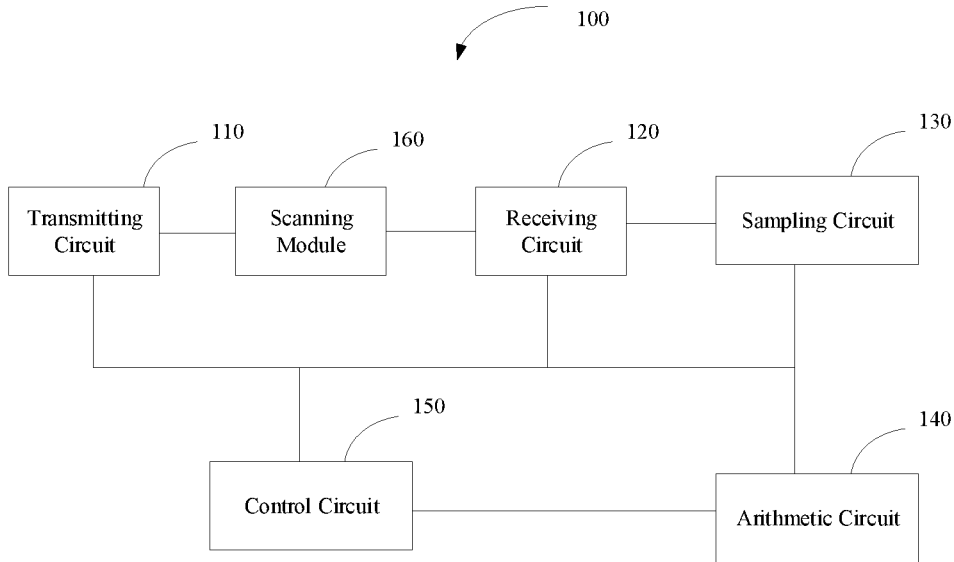 100
110
160
120
130
Transmitting
Circuit
Scanning
Module
Receiving
Circuit
Sampling Circuit
150
140
Control Circuit
Arithmetic Circuit